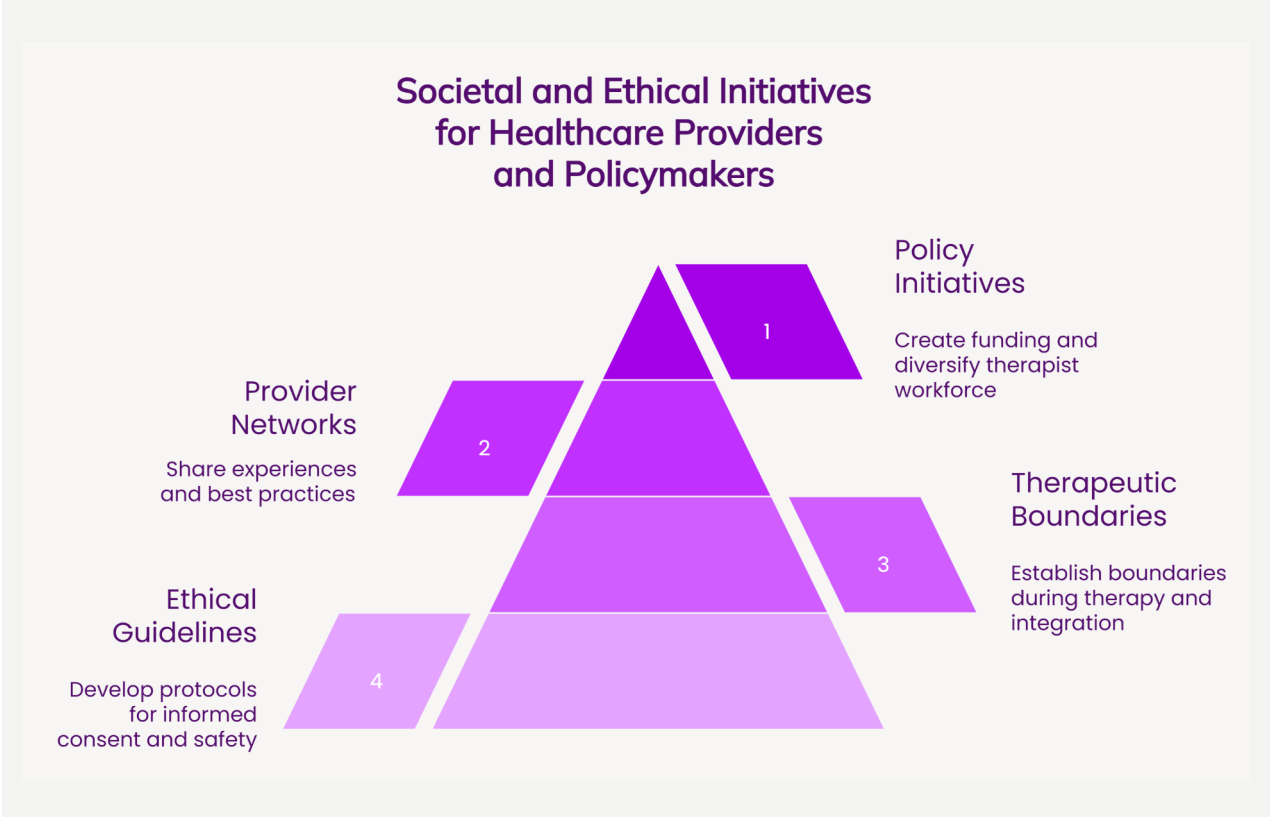 Societal and Ethical Initiatives
for Healthcare Providers
and Policymakers
Policy
Initiatives
1
Create funding and
diversify therapist
workforce
Provider
Networks
2
Share experiences
and best practices
Therapeutic
Boundaries
3
Establish boundaries
during therapy and
integration
Ethical
Guidelines
4
Develop protocols
for informed
consent and safety